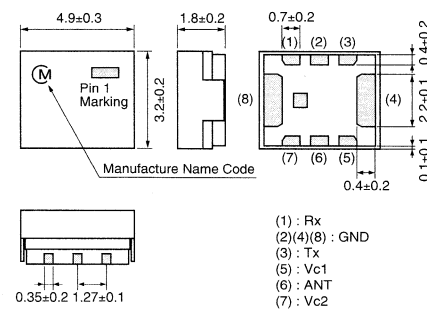 4.9±0.3
1.8±0.2
0.7±0.2
(1) (2) (3)
0.4±0.2
M
Pin 1
Marking
3.2±0.2
(8)
(4)
2.2±0.1
(7) (6) (5)
0.1±0.1
Manufacture Name Code
0.4±0.2
0.35±0.2
1.27±0.1
(1) : Rx
(2)(4)(8) : GND
(3) : Tx
(5) : Vc1
(6) : ANT
(7) : Vc2